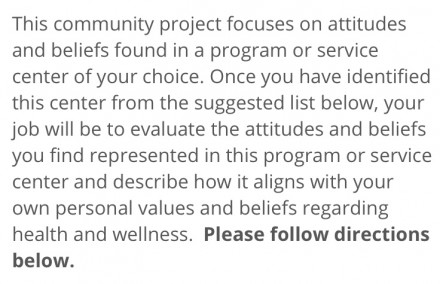 This community project focuses on attitudes
and beliefs found in a program or service
center of your choice. Once you have identified
this center from the suggested list below, your
job will be to evaluate the attitudes and beliefs
you find represented in this program or service
center and describe how it aligns with your
own personal values and beliefs regarding
health and wellness.  Please follow directions
below.